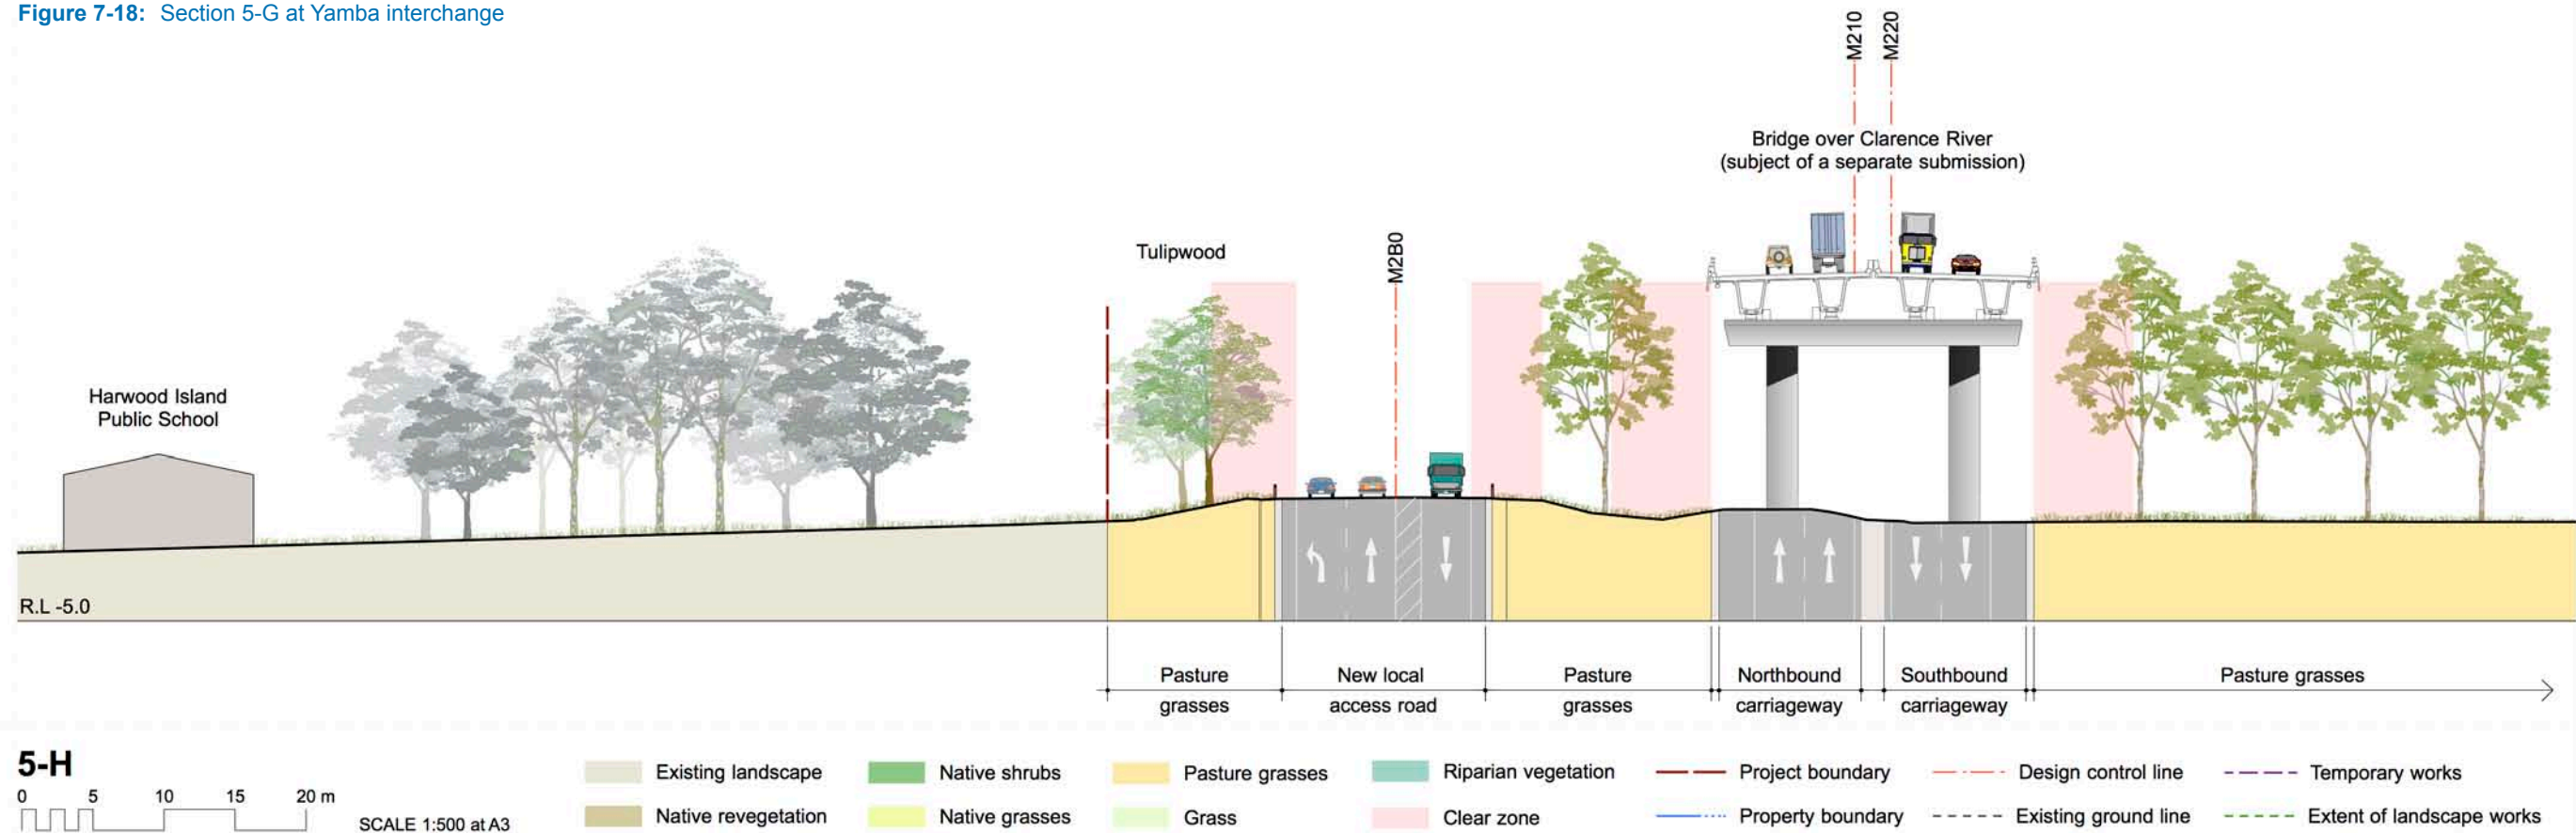 Figure 7-18: Section 5-G at Yamba interchange
M210
M220
Bridge over Clarence River
(subject of a separate submission)
Tulipwood
M2B0
Harwood Island
Public School
R.L -5.0
Pasture
grasses
New local
access road
Pasture
grasses
Northbound
carriageway
Southbound
carriageway
Pasture grasses
5-H
0 5 10 15 20 m
SCALE 1:500 at A3
Existing landscape
Native revegetation
Native shrubs
Native grasses
Pasture grasses
Grass
Riparian vegetation
Clear zone
Project boundary
Property boundary
Design control line
Existing ground line
Temporary works
Extent of landscape works